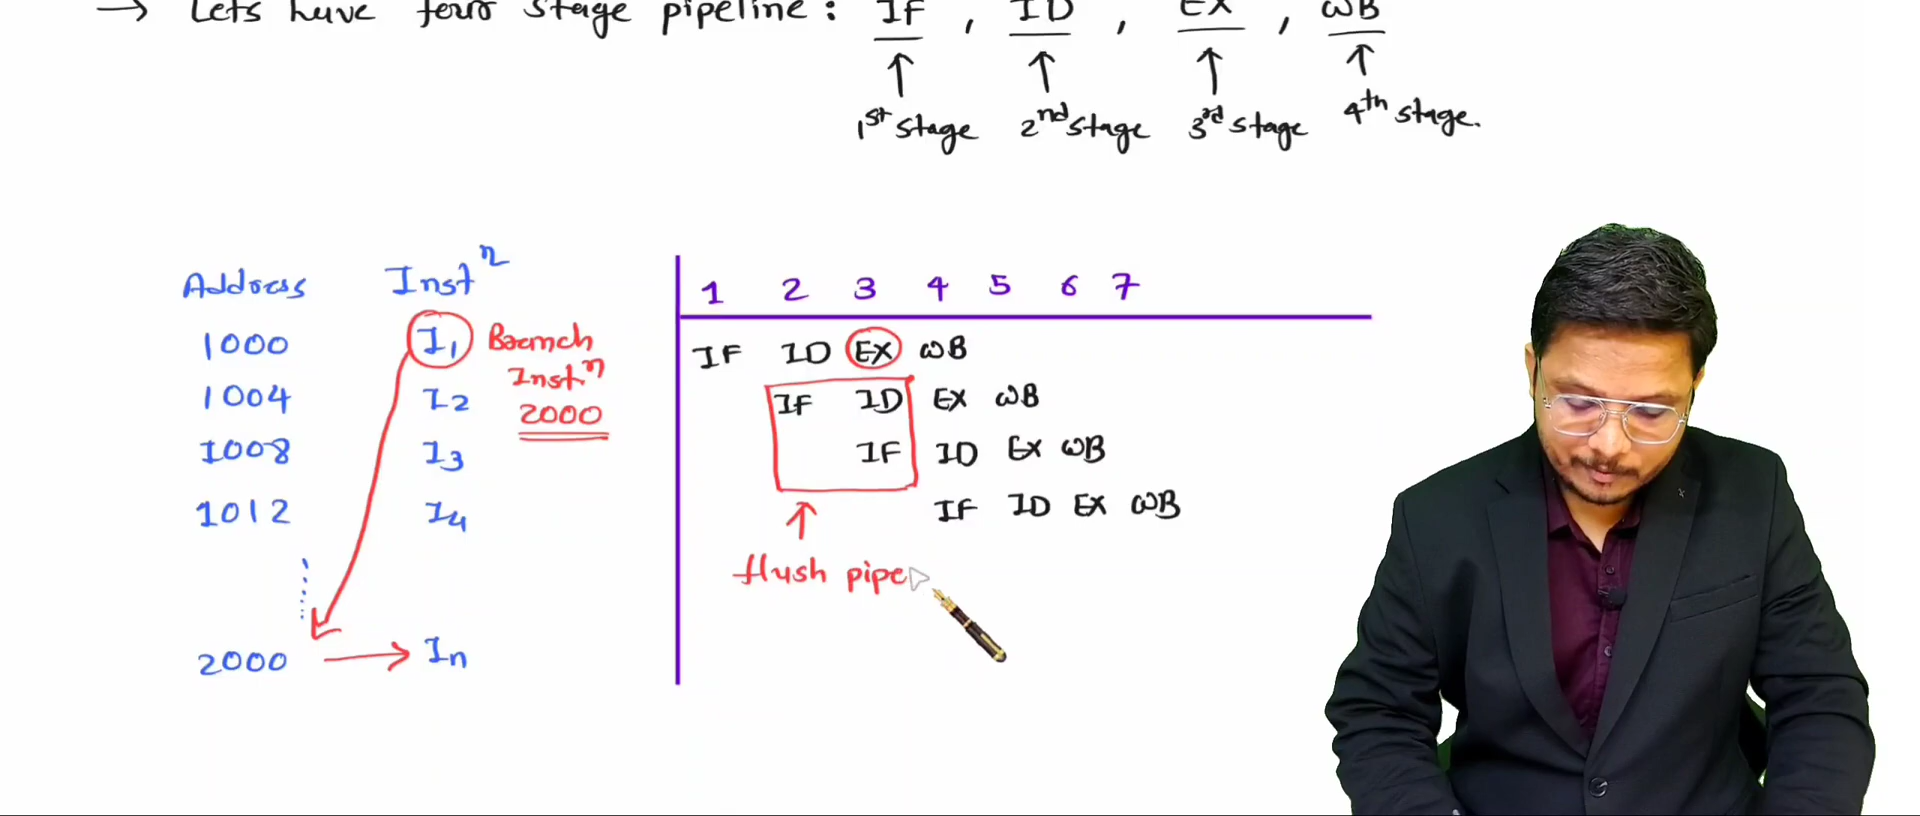 → Lets have four stage pipeline : IF , ID , EX , WB
↑ ↑ ↑ ↑
1st stage 2nd stage 3rd stage 4th stage.
Address Instn 1 2 3 4 5 6 7
1000 I1 Branch Instn 2000 IF ID EX WB
1004 I2 IF ID EX WB
1008 I3 IF ID EX WB
1012 I4 IF ID EX WB
↑
flush pipe
2000 → In